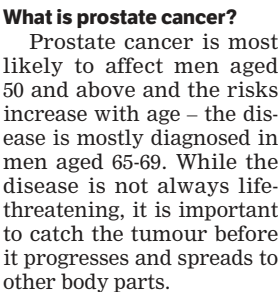 What is prostate cancer?
Prostate cancer is most
likely to affect men aged
50 and above and the risks
increase with age – the dis-
ease is mostly diagnosed in
men aged 65-69. While the
disease is not always life-
threatening, it is important
to catch the tumour before
it progresses and spreads to
other body parts.